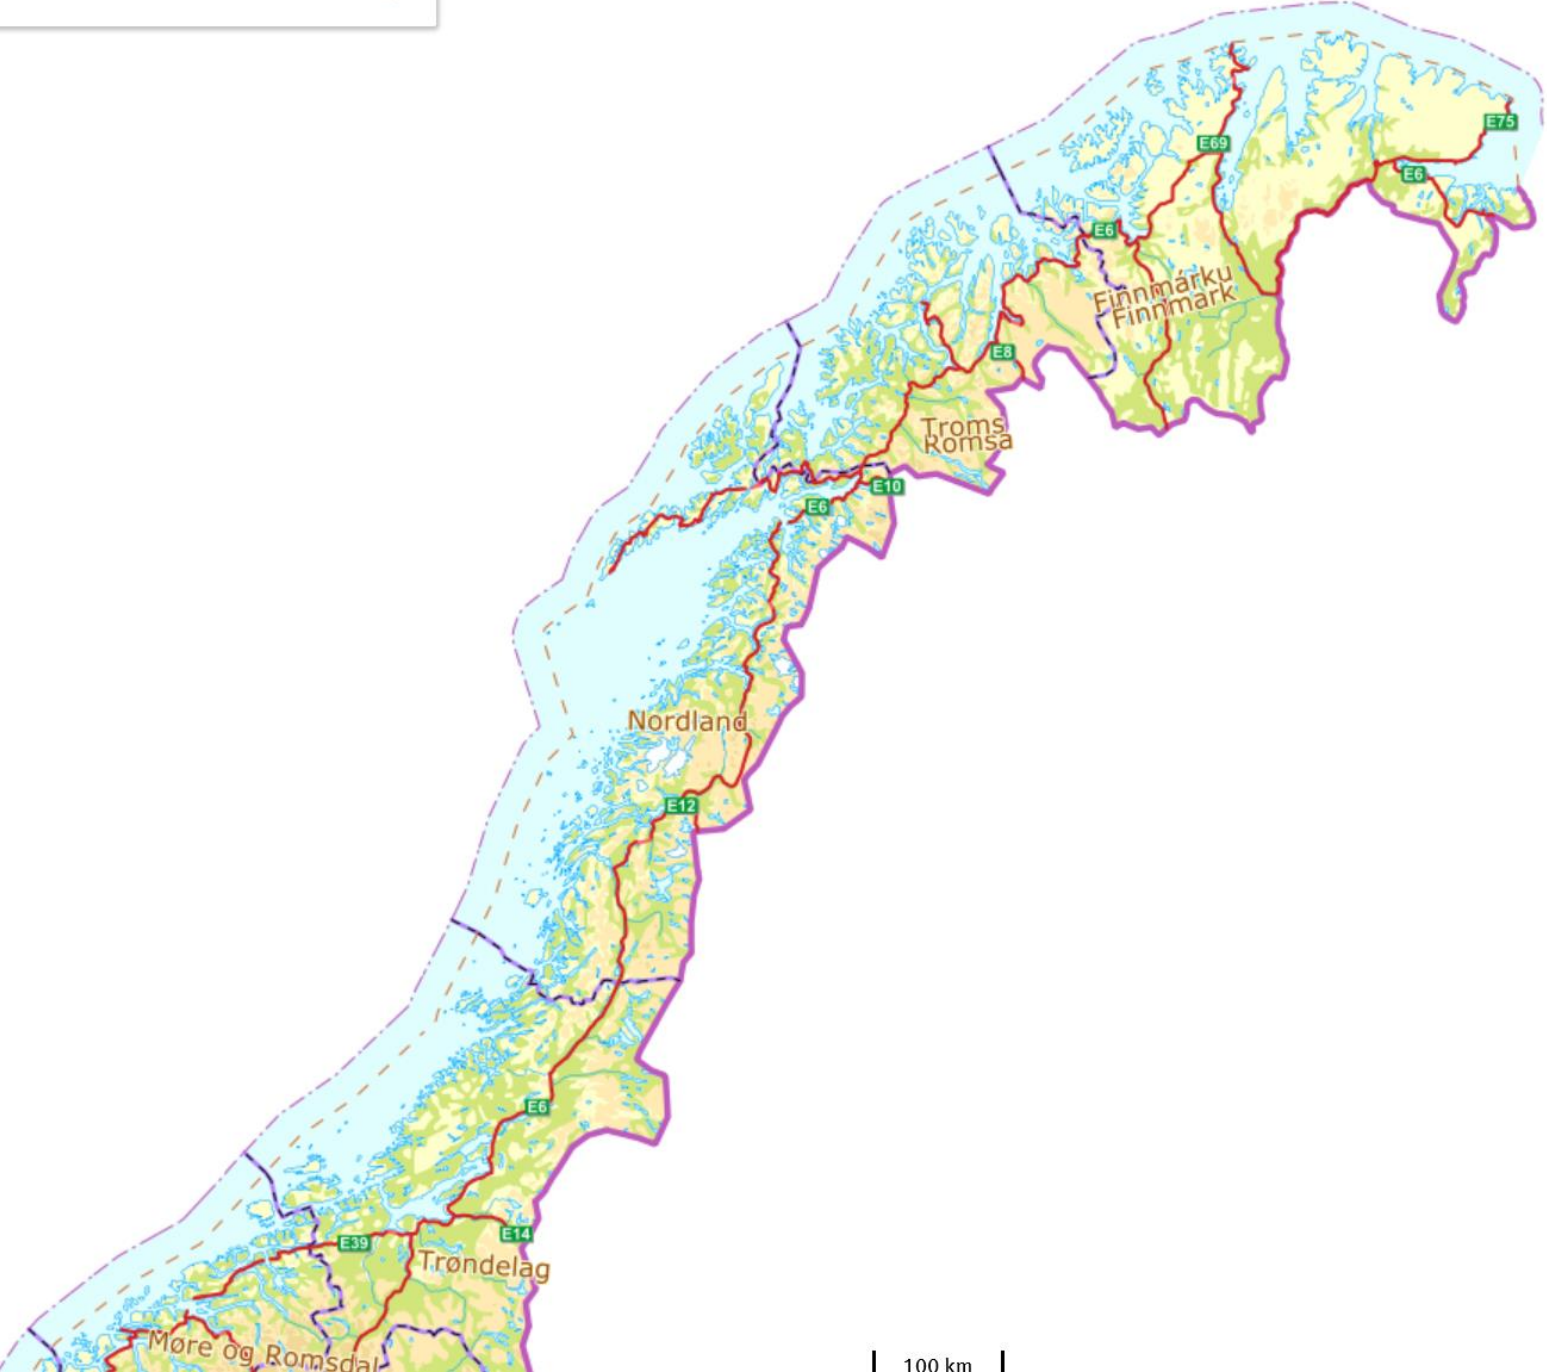 E75
E69
E6
E6
Finnmárku
Finnmark
E8
Troms
Romsa
E10
E6
Nordland
E12
E6
E14
E39
Trøndelag
Møre og Romsdal
100 km